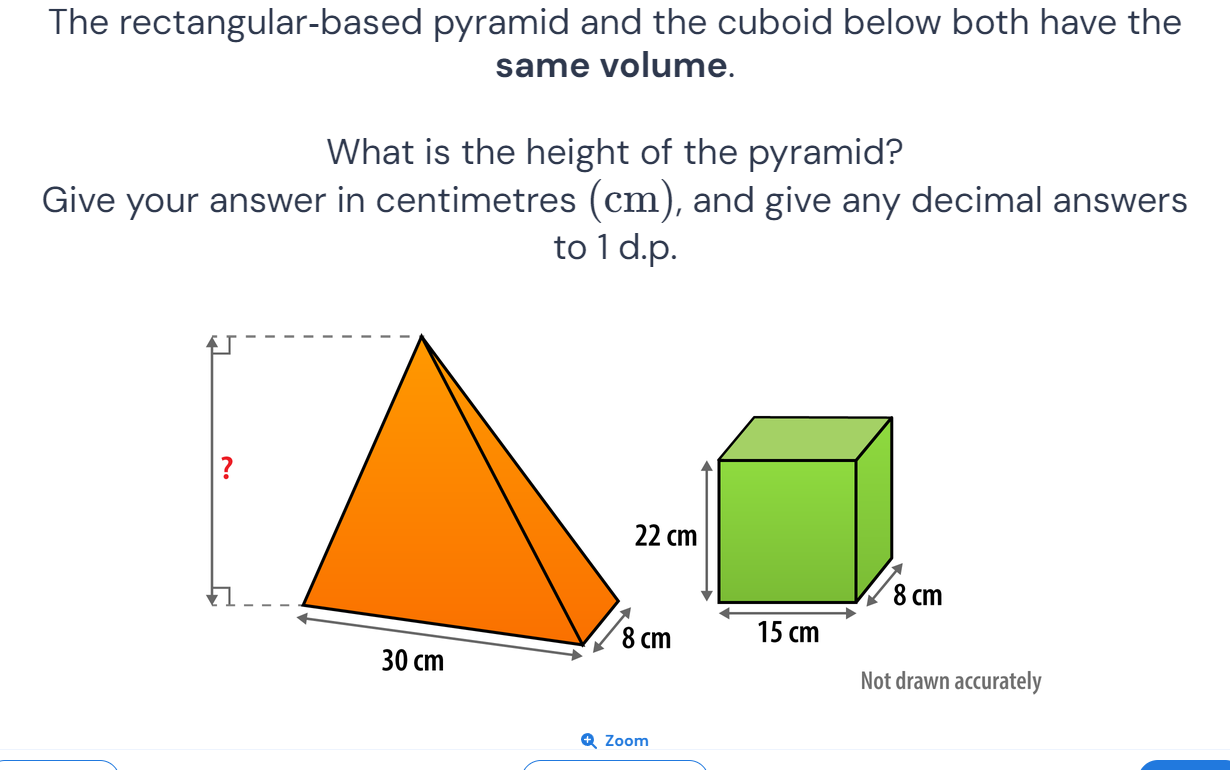 The rectangular-based pyramid and the cuboid below both have the
same volume.
What is the height of the pyramid?
Give your answer in centimetres (cm), and give any decimal answers
to 1 d.p.
?
22 cm
8 cm
15 cm
8 cm
30 cm
Not drawn accurately
Zoom